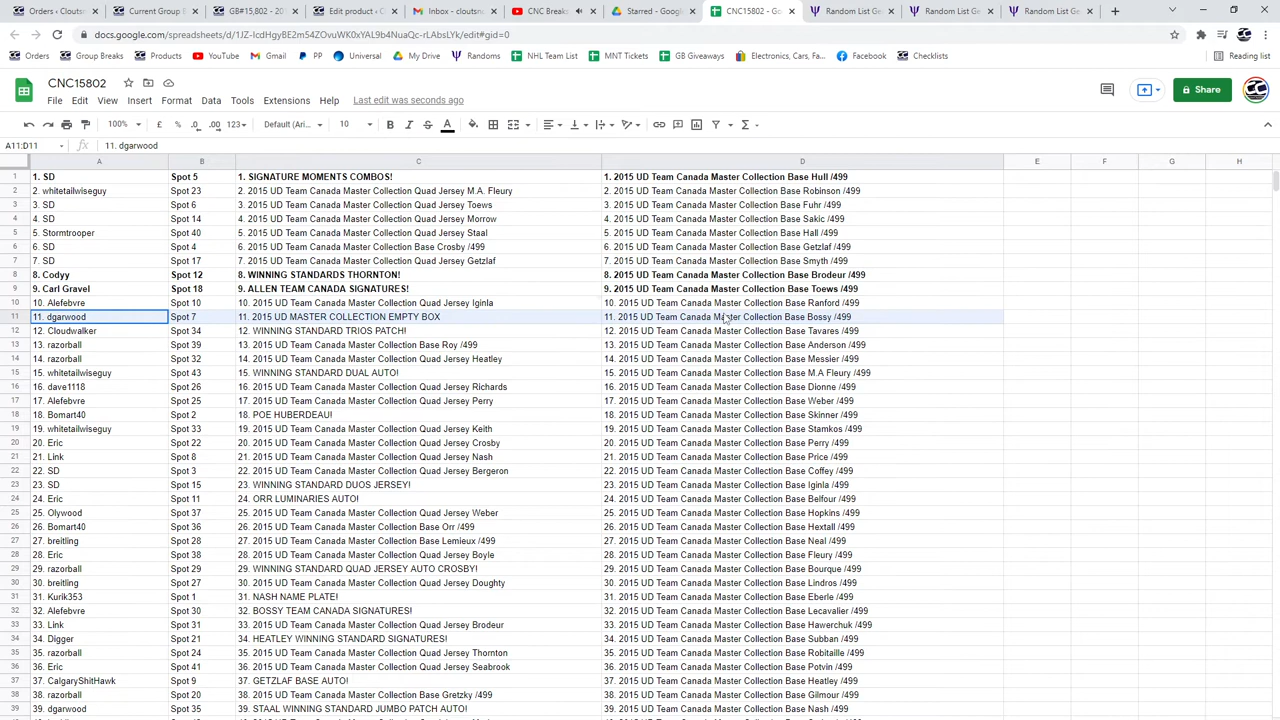 Orders · Clouts
Current Group B
GB#15,802 - 20
Edit product ‹ C
Inbox - cloutsn
CNC Breaks
Starred - Google
CNC15802 - Go
Random List Ge
Random List Ge
Random List Ge
docs.google.com/spreadsheets/d/1JZ-IcdHgyBE2m54ZOvuWK0xYAL9b4NuaQc-rLAbsLYk/edit#gid=0
Orders
Group Breaks
Products
YouTube
Gmail
PP
Universal
My Drive
NHL Team List
MNT Tickets
GB Giveaways
Electronics, Cars, Fa...
Facebook
Checklists
Reading list
CNC15802
File Edit View Insert Format Data Tools Extensions Help Last edit was seconds ago
Share
100% £ % .0 .00 123 Default (Ari... 10 B I S A
A11:D11 fx 11. dgarwood
A B C D E F G H
1 1. SD Spot 5 1. SIGNATURE MOMENTS COMBOS! 1. 2015 UD Team Canada Master Collection Base Hull /499
2 2. whitetailwiseguy Spot 23 2. 2015 UD Team Canada Master Collection Quad Jersey M.A. Fleury 2. 2015 UD Team Canada Master Collection Base Robinson /499
3 3. SD Spot 6 3. 2015 UD Team Canada Master Collection Quad Jersey Toews 3. 2015 UD Team Canada Master Collection Base Fuhr /499
4 4. SD Spot 14 4. 2015 UD Team Canada Master Collection Quad Jersey Morrow 4. 2015 UD Team Canada Master Collection Base Sakic /499
5 5. Stormtrooper Spot 40 5. 2015 UD Team Canada Master Collection Quad Jersey Staal 5. 2015 UD Team Canada Master Collection Base Hall /499
6 6. SD Spot 4 6. 2015 UD Team Canada Master Collection Base Crosby /499 6. 2015 UD Team Canada Master Collection Base Getzlaf /499
7 7. SD Spot 17 7. 2015 UD Team Canada Master Collection Quad Jersey Getzlaf 7. 2015 UD Team Canada Master Collection Base Smyth /499
8 8. Codyy Spot 12 8. WINNING STANDARDS THORNTON! 8. 2015 UD Team Canada Master Collection Base Brodeur /499
9 9. Carl Gravel Spot 18 9. ALLEN TEAM CANADA SIGNATURES! 9. 2015 UD Team Canada Master Collection Base Toews /499
10 10. Alefebvre Spot 10 10. 2015 UD Team Canada Master Collection Quad Jersey Iginla 10. 2015 UD Team Canada Master Collection Base Ranford /499
11 11. dgarwood Spot 7 11. 2015 UD MASTER COLLECTION EMPTY BOX 11. 2015 UD Team Canada Master Collection Base Bossy /499
12 12. Cloudwalker Spot 34 12. WINNING STANDARD TRIOS PATCH! 12. 2015 UD Team Canada Master Collection Base Tavares /499
13 13. razorball Spot 39 13. 2015 UD Team Canada Master Collection Base Roy /499 13. 2015 UD Team Canada Master Collection Base Anderson /499
14 14. razorball Spot 32 14. 2015 UD Team Canada Master Collection Quad Jersey Heatley 14. 2015 UD Team Canada Master Collection Base Messier /499
15 15. whitetailwiseguy Spot 43 15. WINNING STANDARD DUAL AUTO! 15. 2015 UD Team Canada Master Collection Base M.A Fleury /499
16 16. dave1118 Spot 26 16. 2015 UD Team Canada Master Collection Quad Jersey Richards 16. 2015 UD Team Canada Master Collection Base Dionne /499
17 17. Alefebvre Spot 25 17. 2015 UD Team Canada Master Collection Quad Jersey Perry 17. 2015 UD Team Canada Master Collection Base Weber /499
18 18. Bomart40 Spot 2 18. POE HUBERDEAU! 18. 2015 UD Team Canada Master Collection Base Skinner /499
19 19. whitetailwiseguy Spot 33 19. 2015 UD Team Canada Master Collection Quad Jersey Keith 19. 2015 UD Team Canada Master Collection Base Stamkos /499
20 20. Eric Spot 22 20. 2015 UD Team Canada Master Collection Quad Jersey Crosby 20. 2015 UD Team Canada Master Collection Base Perry /499
21 21. Link Spot 8 21. 2015 UD Team Canada Master Collection Quad Jersey Nash 21. 2015 UD Team Canada Master Collection Base Price /499
22 22. SD Spot 3 22. 2015 UD Team Canada Master Collection Quad Jersey Bergeron 22. 2015 UD Team Canada Master Collection Base Coffey /499
23 23. SD Spot 15 23. WINNING STANDARD DUOS JERSEY! 23. 2015 UD Team Canada Master Collection Base Iginla /499
24 24. Eric Spot 11 24. ORR LUMINARIES AUTO! 24. 2015 UD Team Canada Master Collection Base Belfour /499
25 25. Olywood Spot 37 25. 2015 UD Team Canada Master Collection Quad Jersey Weber 25. 2015 UD Team Canada Master Collection Base Hopkins /499
26 26. Bomart40 Spot 36 26. 2015 UD Team Canada Master Collection Base Orr /499 26. 2015 UD Team Canada Master Collection Base Hextall /499
27 27. breitling Spot 28 27. 2015 UD Team Canada Master Collection Base Lemieux /499 27. 2015 UD Team Canada Master Collection Base Neal /499
28 28. Eric Spot 38 28. 2015 UD Team Canada Master Collection Quad Jersey Boyle 28. 2015 UD Team Canada Master Collection Base Fleury /499
29 29. razorball Spot 29 29. WINNING STANDARD QUAD JERSEY AUTO CROSBY! 29. 2015 UD Team Canada Master Collection Base Bourque /499
30 30. breitling Spot 27 30. 2015 UD Team Canada Master Collection Quad Jersey Doughty 30. 2015 UD Team Canada Master Collection Base Lindros /499
31 31. Kurik353 Spot 1 31. NASH NAME PLATE! 31. 2015 UD Team Canada Master Collection Base Eberle /499
32 32. Alefebvre Spot 30 32. BOSSY TEAM CANADA SIGNATURES! 32. 2015 UD Team Canada Master Collection Base Lecavalier /499
33 33. Link Spot 31 33. 2015 UD Team Canada Master Collection Quad Jersey Brodeur 33. 2015 UD Team Canada Master Collection Base Hawerchuk /499
34 34. Digger Spot 21 34. HEATLEY WINNING STANDARD SIGNATURES! 34. 2015 UD Team Canada Master Collection Base Subban /499
35 35. razorball Spot 24 35. 2015 UD Team Canada Master Collection Quad Jersey Thornton 35. 2015 UD Team Canada Master Collection Base Robitaille /499
36 36. Eric Spot 41 36. 2015 UD Team Canada Master Collection Quad Jersey Seabrook 36. 2015 UD Team Canada Master Collection Base Potvin /499
37 37. CalgaryShitHawk Spot 9 37. GETZLAF BASE AUTO! 37. 2015 UD Team Canada Master Collection Base Heatley /499
38 38. razorball Spot 20 38. 2015 UD Team Canada Master Collection Base Gretzky /499 38. 2015 UD Team Canada Master Collection Base Gilmour /499
39 39. dgarwood Spot 35 39. STAAL WINNING STANDARD JUMBO PATCH AUTO! 39. 2015 UD Team Canada Master Collection Base Nash /499